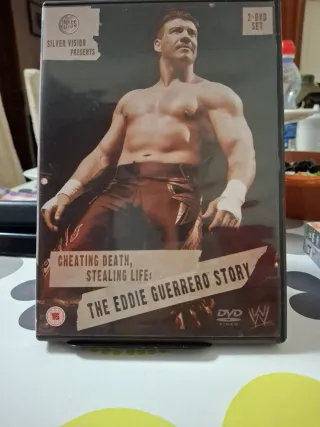 2-DVD
SET
SILVER VISION
PRESENTS
CHEATING DEATH,
STEALING LIFE:
THE EDDIE GUERRERO STORY
15
DVD
VIDEO
W